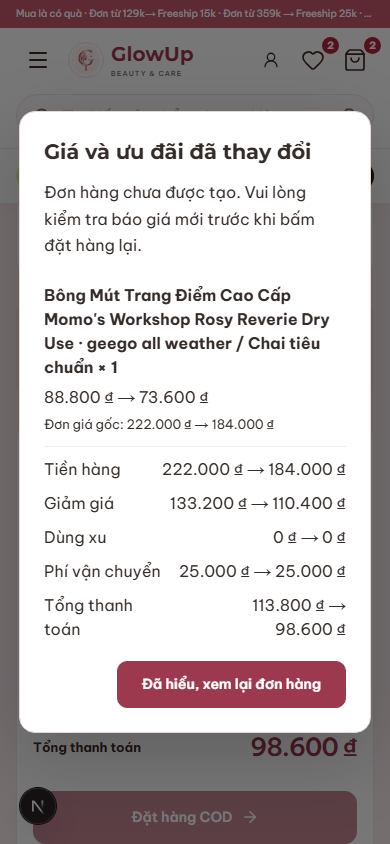 Mua là có quà · Đơn từ 129k→ Freeship 15k · Đơn từ 359k → Freeship 25k · ...
GlowUp
BEAUTY & CARE
2
2
Giá và ưu đãi đã thay đổi
Đơn hàng chưa được tạo. Vui lòng
kiểm tra báo giá mới trước khi bấm
đặt hàng lại.
Bông Mút Trang Điểm Cao Cấp
Momo's Workshop Rosy Reverie Dry
Use · geego all weather / Chai tiêu
chuẩn × 1
88.800 ₫ → 73.600 ₫
Đơn giá gốc: 222.000 ₫ → 184.000 ₫
Tiền hàng 222.000 ₫ → 184.000 ₫
Giảm giá 133.200 ₫ → 110.400 ₫
Dùng xu 0 ₫ → 0 ₫
Phí vận chuyển 25.000 ₫ → 25.000 ₫
Tổng thanh toán 113.800 ₫ → 98.600 ₫
Đã hiểu, xem lại đơn hàng
Tổng thanh toán 98.600 ₫
N
Đặt hàng COD →